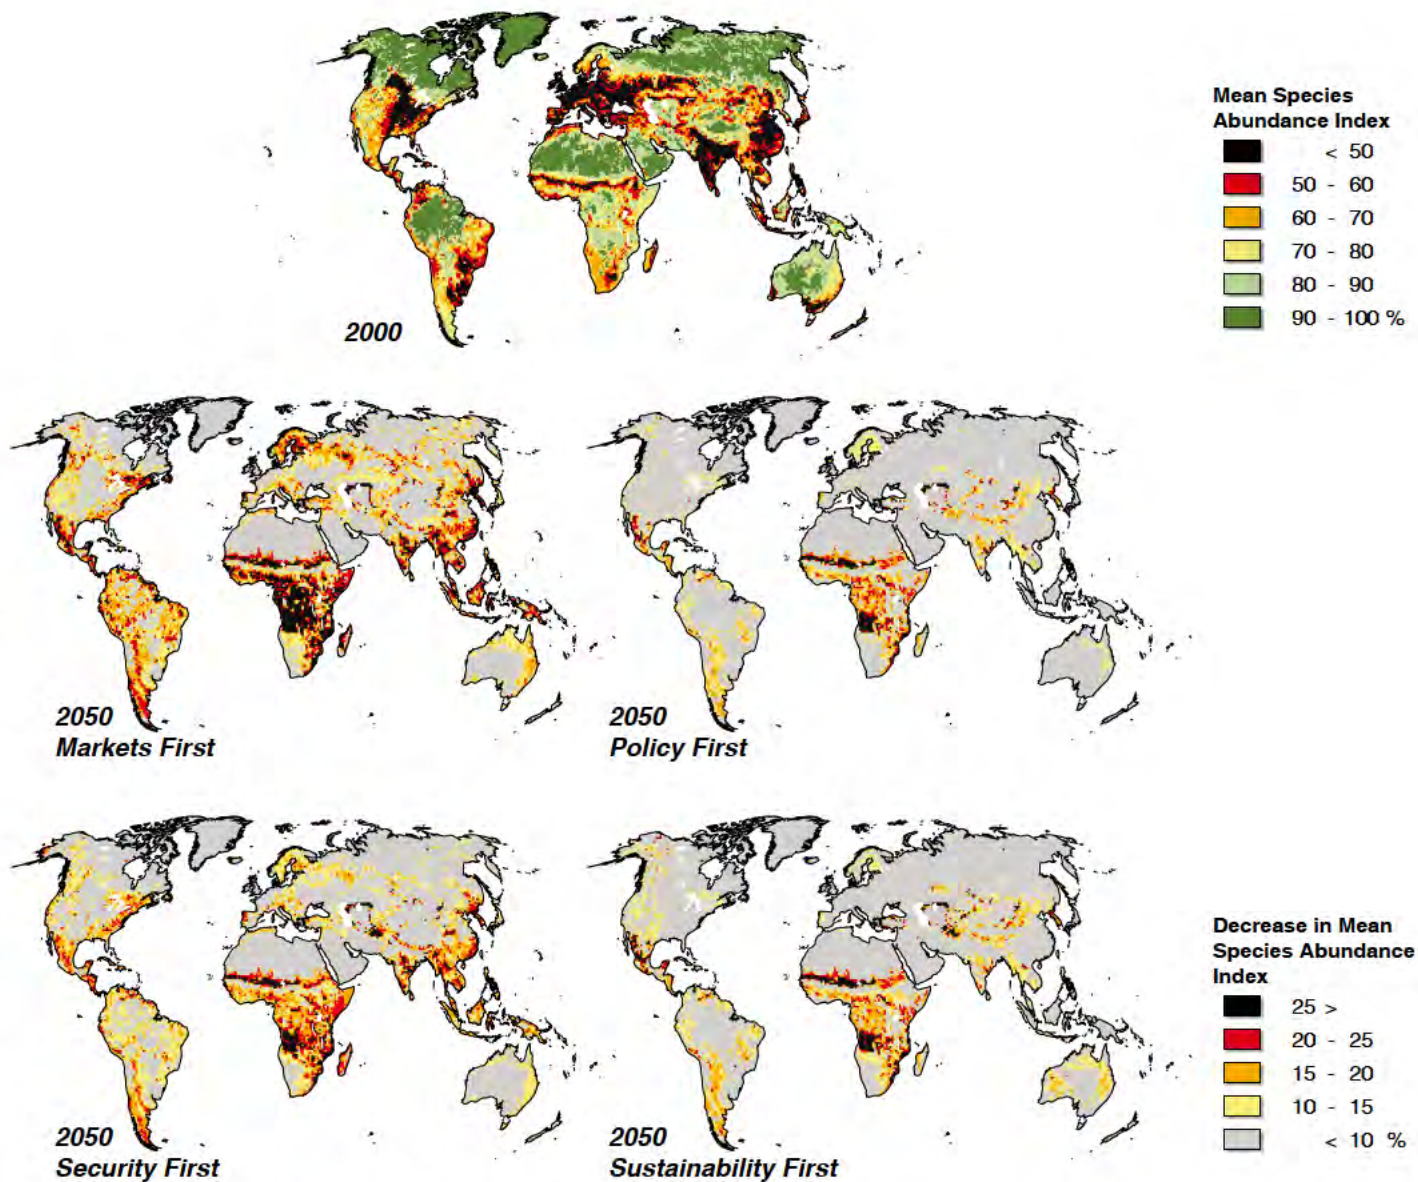 Mean Species
Abundance Index
< 50
50 - 60
60 - 70
70 - 80
80 - 90
90 - 100 %
2000
2050
Markets First
2050
Policy First
2050
Security First
2050
Sustainability First
Decrease in Mean
Species Abundance
Index
25 >
20 - 25
15 - 20
10 - 15
< 10 %